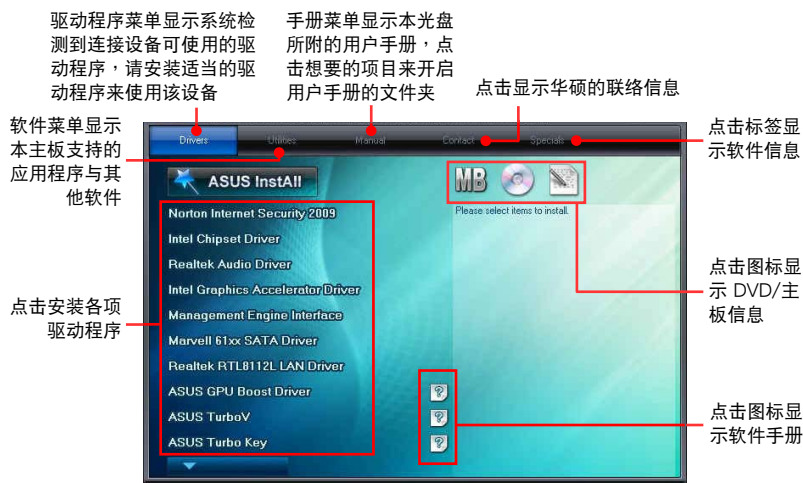 驱动程序菜单显示系统检
测到连接设备可使用的驱
动程序，请安装适当的驱
动程序来使用该设备
手册菜单显示本光盘
所附的用户手册，点
击想要的项目来开启
用户手册的文件夹
点击显示华硕的联络信息
软件菜单显示
本主板支持的
应用程序与其
他软件
点击标签显
示软件信息
Drivers
Utilities
Manual
Contact
Specials
ASUS InstAll
MB
Please select items to install.
Norton Internet Security 2009
Intel Chipset Driver
Realtek Audio Driver
Intel Graphics Accelerator Driver
Management Engine Interface
Marvell 61xx SATA Driver
Realtek RTL8112L LAN Driver
ASUS GPU Boost Driver
?
ASUS TurboV
?
ASUS Turbo Key
?
点击安装各项
驱动程序
点击图标显
示 DVD/主
板信息
点击图标显
示软件手册